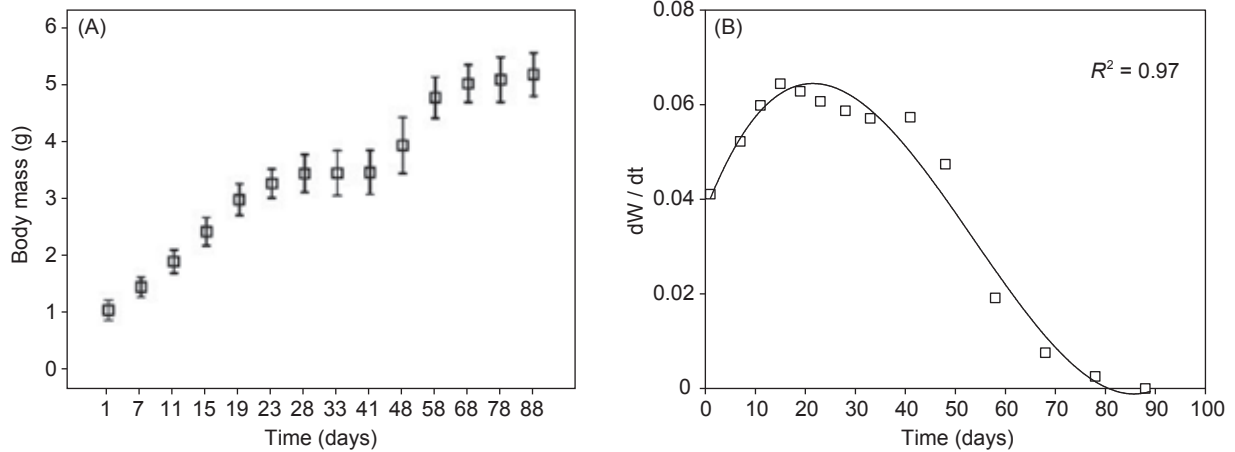 (A)
Body mass (g)
6
5
4
3
2
1
0
1 7 11 15 19 23 28 33 41 48 58 68 78 88
Time (days)
(B)
R² = 0.97
dW / dt
0.08
0.06
0.04
0.02
0
0 10 20 30 40 50 60 70 80 90 100
Time (days)